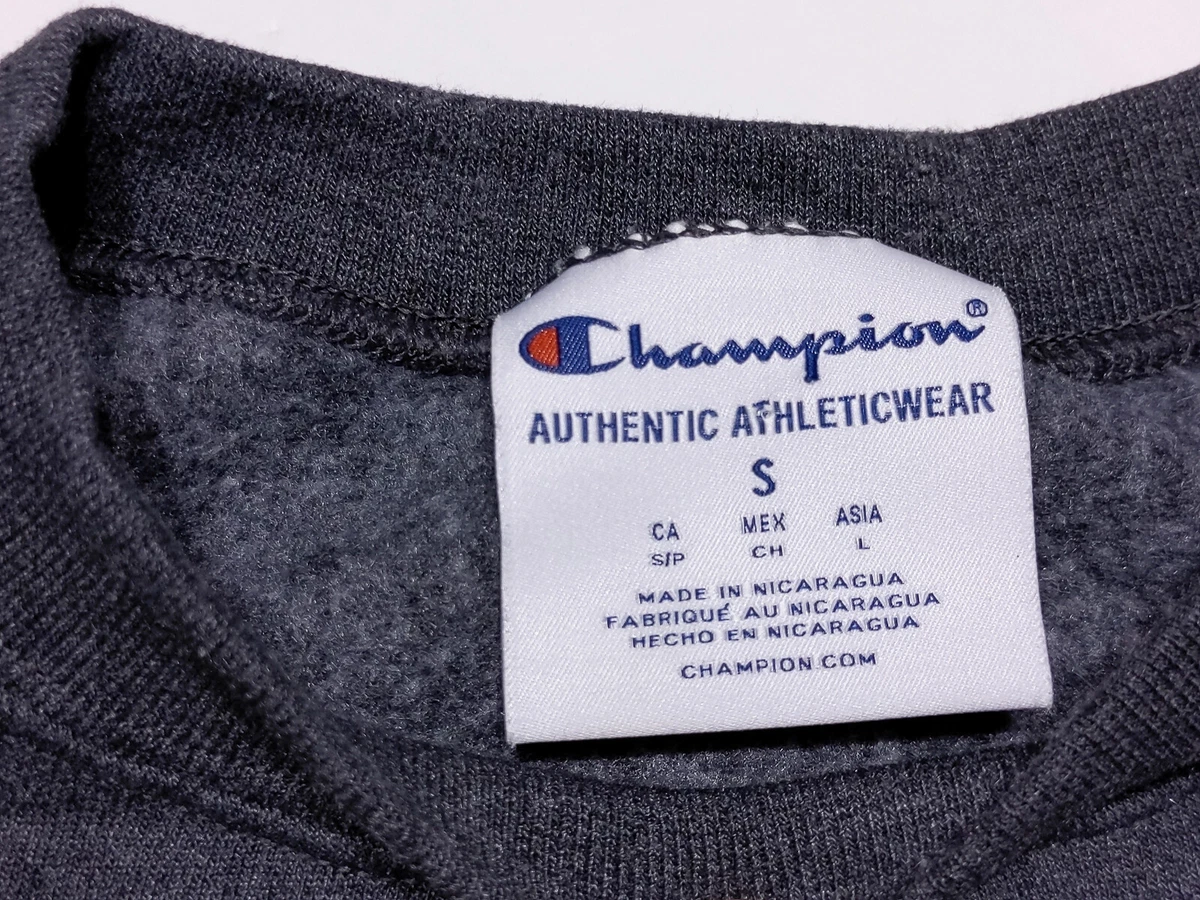 Champion®
AUTHENTIC ATHLETICWEAR
S
CA MEX ASIA
S/P CH L
MADE IN NICARAGUA
FABRIQUÉ AU NICARAGUA
HECHO EN NICARAGUA
CHAMPION.COM